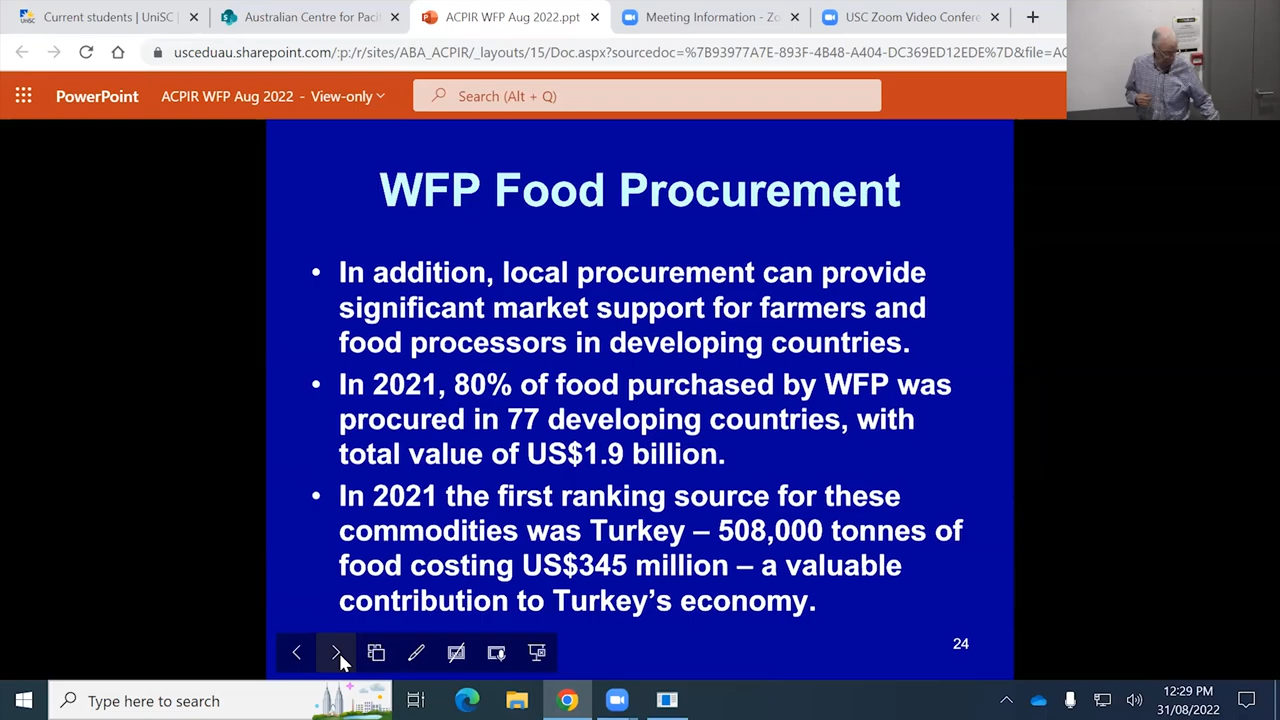 Current students | UniSC |
Australian Centre for Pacif
ACPIR WFP Aug 2022.ppt
Meeting Information - Zo
USC Zoom Video Confere
usceduau.sharepoint.com/:p:/r/sites/ABA_ACPIR/_layouts/15/Doc.aspx?sourcedoc=%7B93977A7E-893F-4B48-A404-DC369ED12EDE%7D&file=AC
PowerPoint
ACPIR WFP Aug 2022 - View-only
Search (Alt + Q)
WFP Food Procurement
• In addition, local procurement can provide
significant market support for farmers and
food processors in developing countries.
• In 2021, 80% of food purchased by WFP was
procured in 77 developing countries, with
total value of US$1.9 billion.
• In 2021 the first ranking source for these
commodities was Turkey – 508,000 tonnes of
food costing US$345 million – a valuable
contribution to Turkey's economy.
24
Type here to search
12:29 PM
31/08/2022